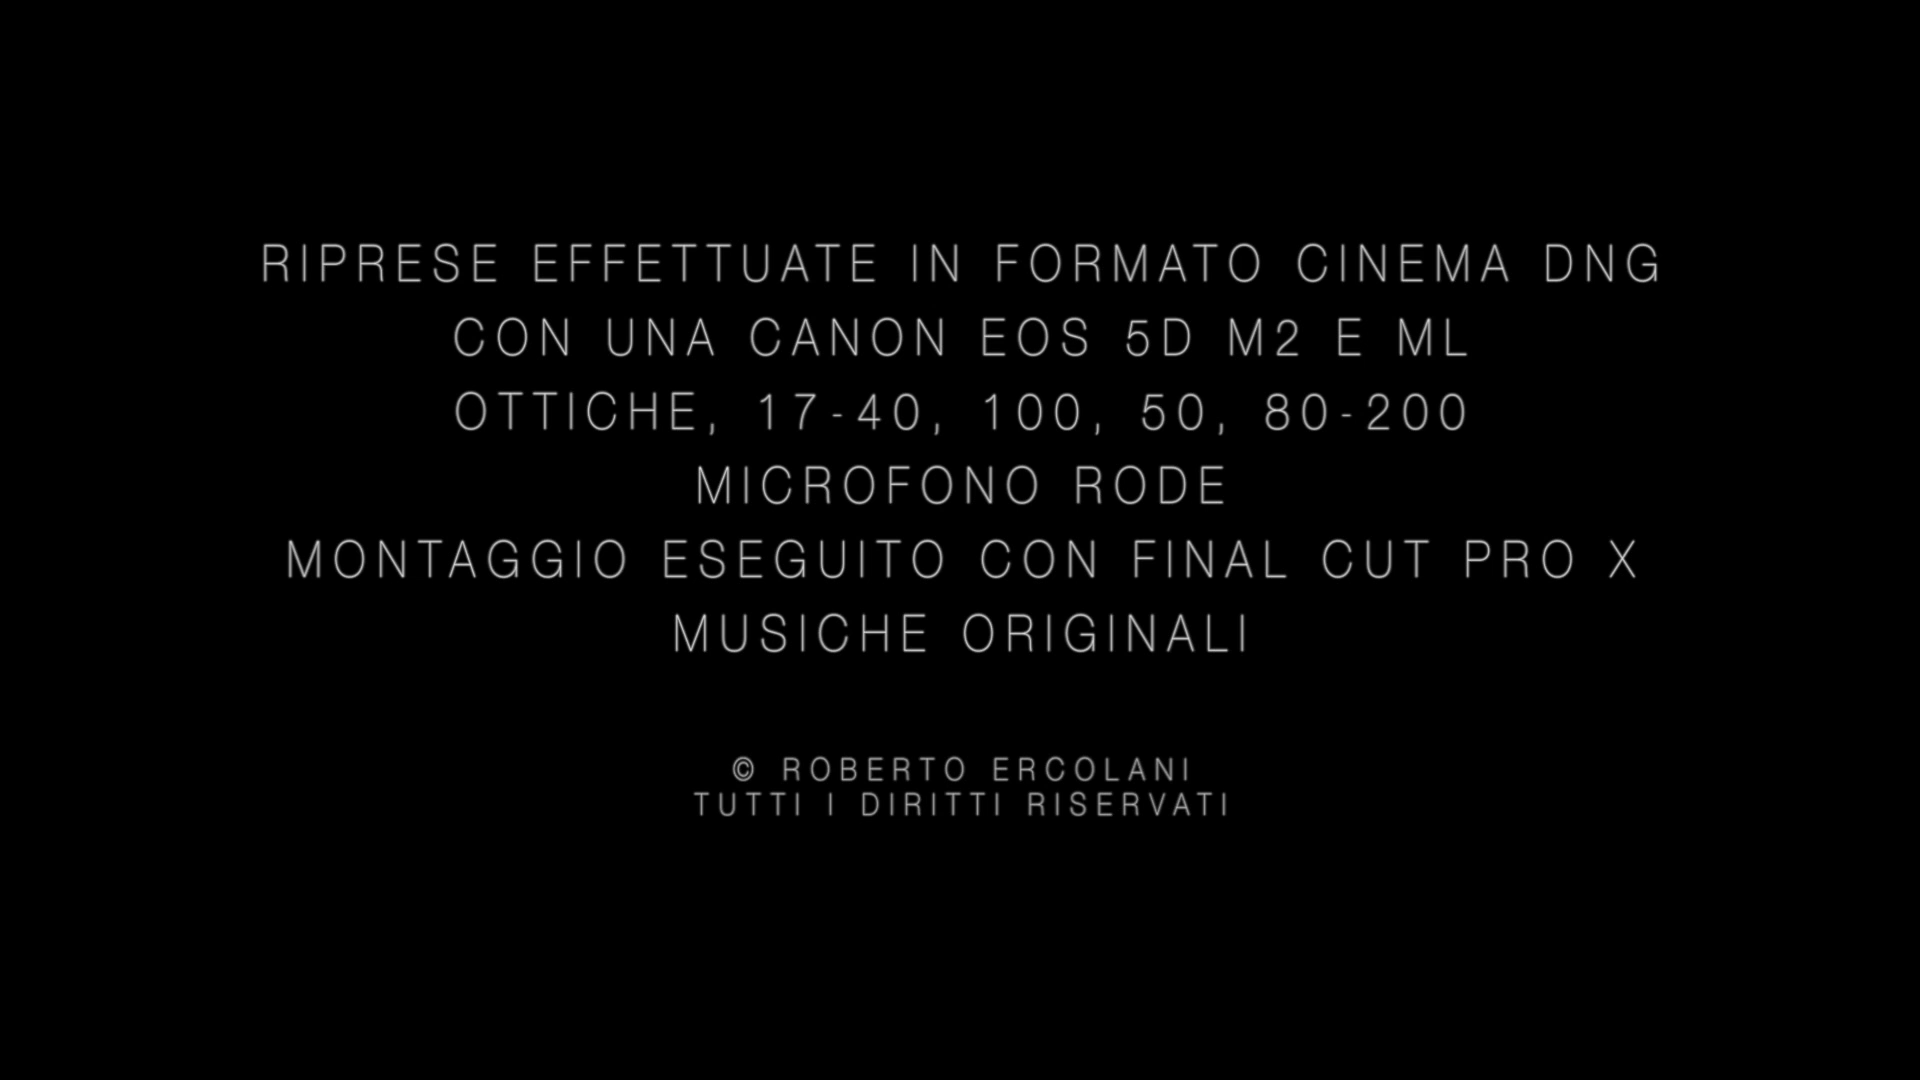 RIPRESE EFFETTUATE IN FORMATO CINEMA DNG
CON UNA CANON EOS 5D M2 E ML
OTTICHE, 17-40, 100, 50, 80-200
MICROFONO RODE
MONTAGGIO ESEGUITO CON FINAL CUT PRO X
MUSICHE ORIGINALI
© ROBERTO ERCOLANI
TUTTI I DIRITTI RISERVATI